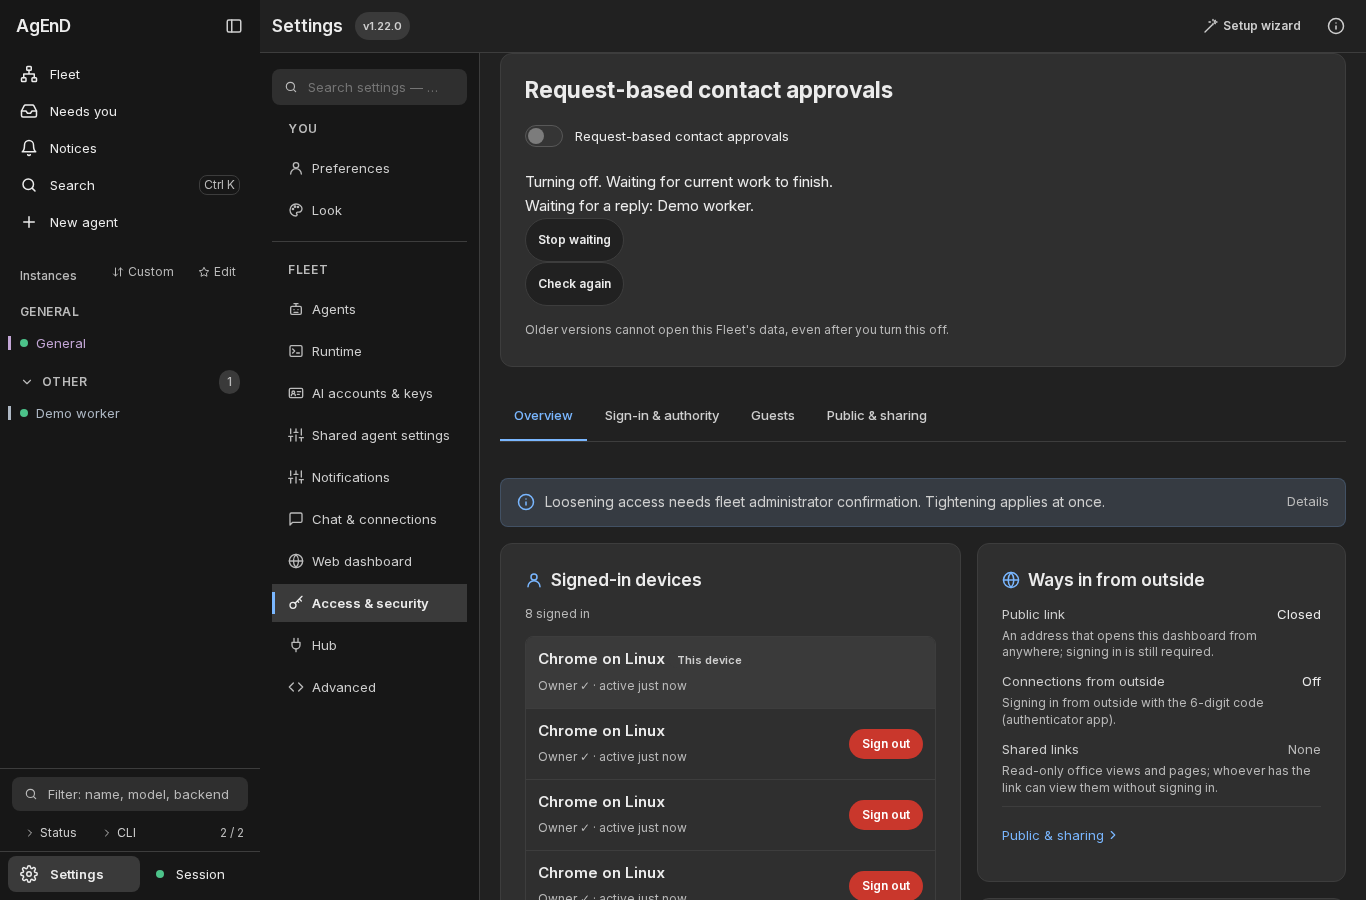 AgEnD
Fleet
Needs you
Notices
Search
Ctrl K
New agent
Instances
Custom
Edit
GENERAL
General
OTHER
1
Demo worker
Filter: name, model, backend
Status
CLI
2 / 2
Settings
Session
Settings
v1.22.0
Setup wizard
Search settings — …
YOU
Preferences
Look
FLEET
Agents
Runtime
AI accounts & keys
Shared agent settings
Notifications
Chat & connections
Web dashboard
Access & security
Hub
Advanced
Request-based contact approvals
Request-based contact approvals
Turning off. Waiting for current work to finish.
Waiting for a reply: Demo worker.
Stop waiting
Check again
Older versions cannot open this Fleet's data, even after you turn this off.
Overview
Sign-in & authority
Guests
Public & sharing
Loosening access needs fleet administrator confirmation. Tightening applies at once.
Details
Signed-in devices
8 signed in
Chrome on Linux
This device
Owner ✓ · active just now
Chrome on Linux
Owner ✓ · active just now
Sign out
Chrome on Linux
Owner ✓ · active just now
Sign out
Chrome on Linux
Owner ✓ · active just now
Sign out
Ways in from outside
Public link
Closed
An address that opens this dashboard from
anywhere; signing in is still required.
Connections from outside
Off
Signing in from outside with the 6-digit code
(authenticator app).
Shared links
None
Read-only office views and pages; whoever has the
link can view them without signing in.
Public & sharing